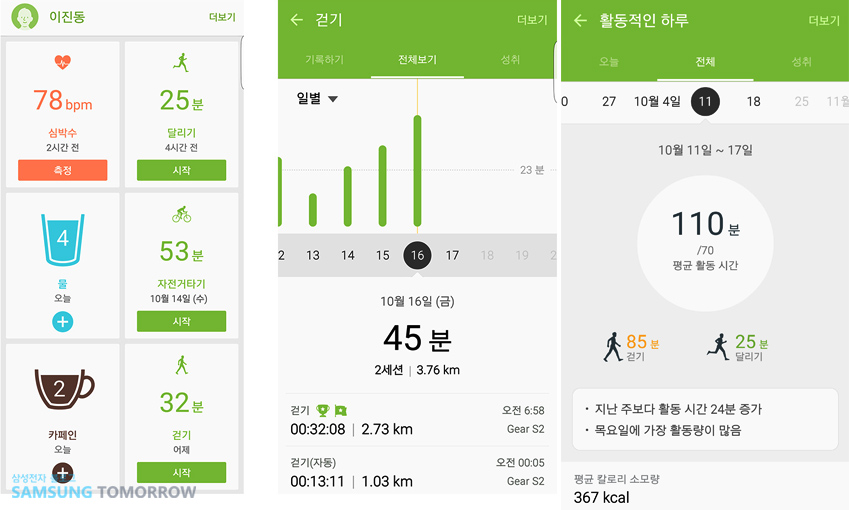 이진동
더보기
78 bpm
심박수
2시간 전
측정
25 분
달리기
4시간 전
시작
4
물
오늘
53 분
자전거타기
10월 14일 (수)
시작
2
카페인
오늘
32 분
걷기
어제
시작
삼성전자
SAMSUNG TOMORROW
걷기
더보기
기록하기
전체보기
성취
일별
23 분
2 13 14 15 16 17 18 19 2
10월 16일 (금)
45 분
2세션 | 3.76 km
걷기
오전 6:58
00:32:08 | 2.73 km
Gear S2
걷기(자동)
오전 00:05
00:13:11 | 1.03 km
Gear S2
활동적인 하루
더보기
오늘
전체
성취
0 27 10월 4일 11 18 25 11월
10월 11일 ~ 17일
110 분
/70
평균 활동 시간
85 분
걷기
25 분
달리기
· 지난 주보다 활동 시간 24분 증가
· 목요일에 가장 활동량이 많음
평균 칼로리 소모량
367 kcal